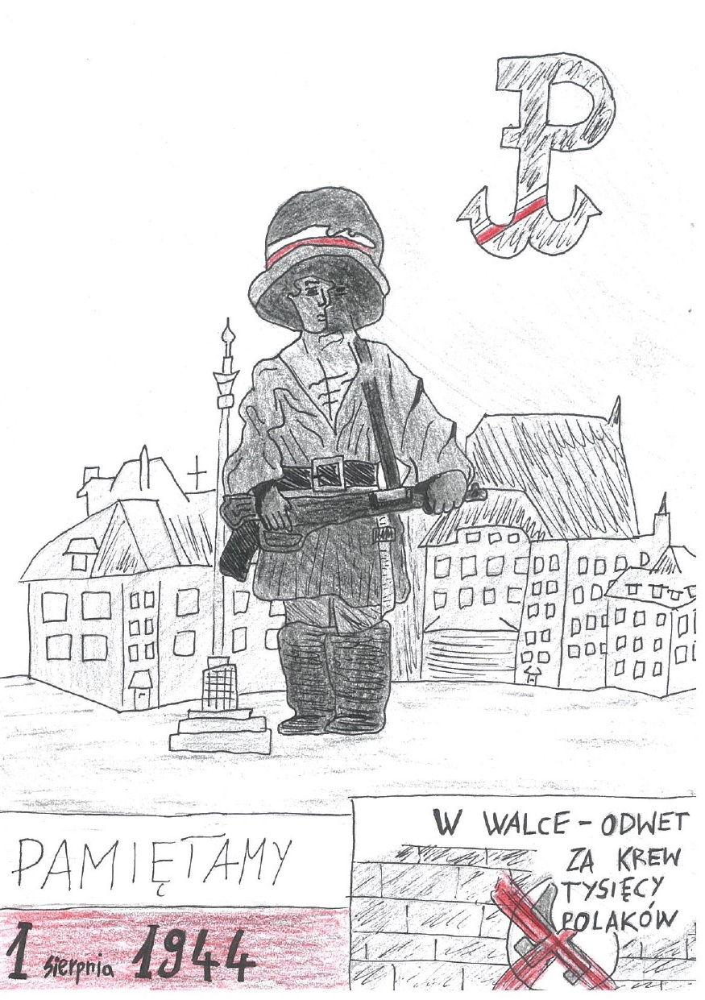 PAMIĘTAMY
1 sierpnia 1944
W WALCE – ODWET
ZA KREW
TYSIĘCY
POLAKÓW